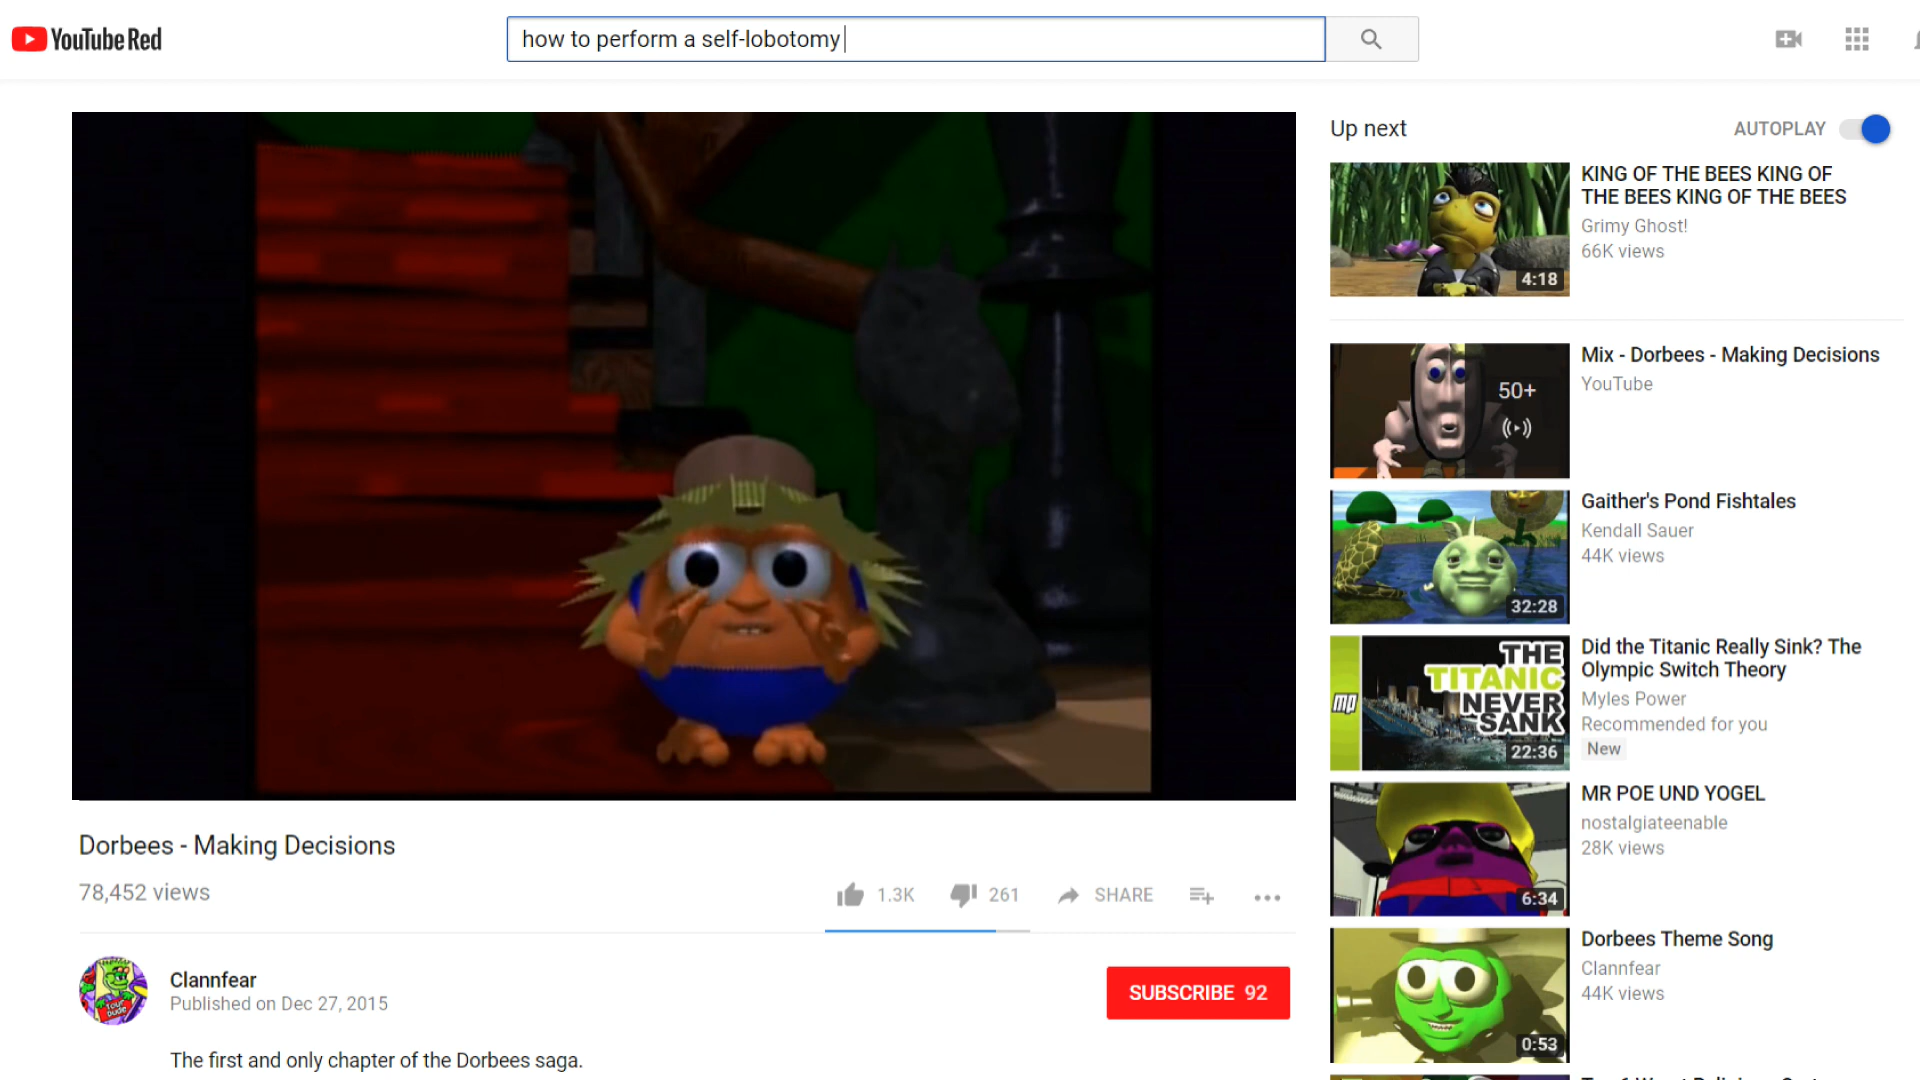 YouTube Red
how to perform a self-lobotomy
Dorbees - Making Decisions
78,452 views
1.3K
261
SHARE
Clannfear
Published on Dec 27, 2015
SUBSCRIBE 92
The first and only chapter of the Dorbees saga.
Up next
AUTOPLAY
KING OF THE BEES KING OF
THE BEES KING OF THE BEES
Grimy Ghost!
66K views
4:18
Mix - Dorbees - Making Decisions
YouTube
50+
Gaither's Pond Fishtales
Kendall Sauer
44K views
32:28
Did the Titanic Really Sink? The
Olympic Switch Theory
Myles Power
Recommended for you
New
mp
THE
TITANIC
NEVER
SANK
22:36
MR POE UND YOGEL
nostalgiateenable
28K views
6:34
Dorbees Theme Song
Clannfear
44K views
0:53